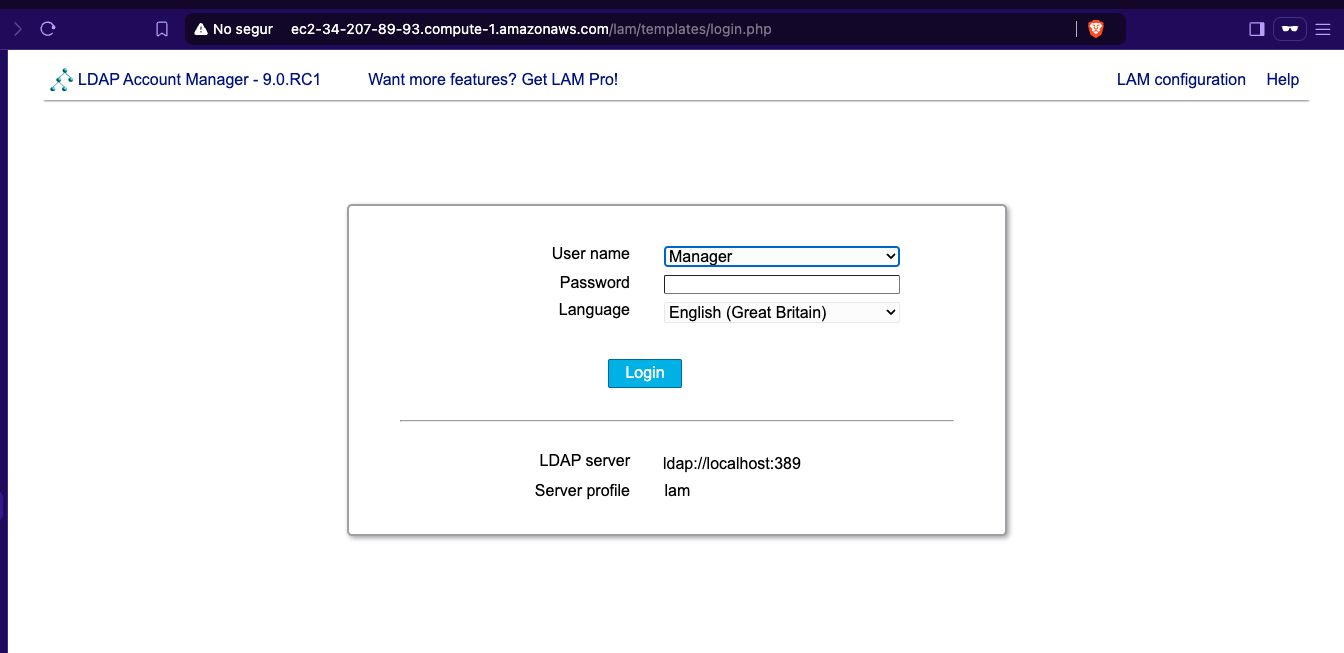 No segur ec2-34-207-89-93.compute-1.amazonaws.com/lam/templates/login.php
LDAP Account Manager - 9.0.RC1 Want more features? Get LAM Pro! LAM configuration Help
User name Manager
Password
Language English (Great Britain)
Login
LDAP server ldap://localhost:389
Server profile lam